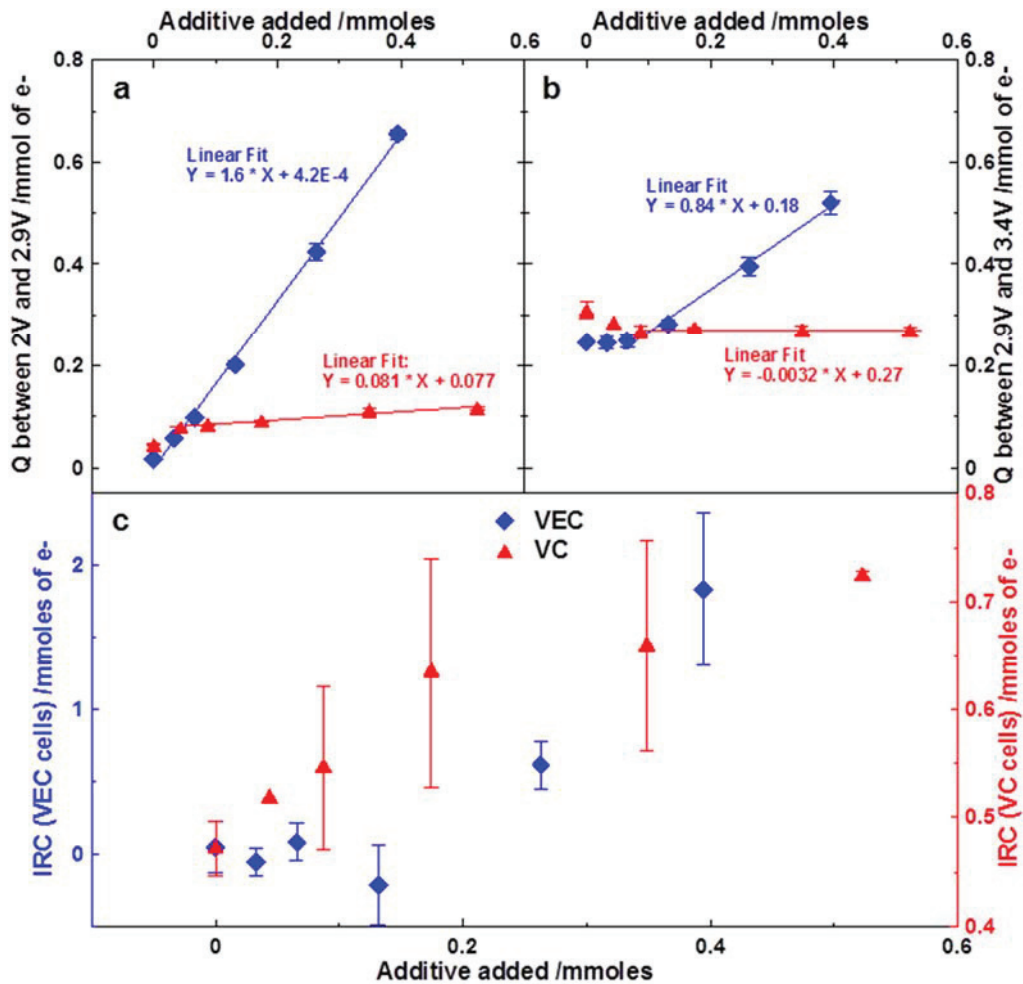 Additive added /mmoles
Additive added /mmoles
0 0.2 0.4 0.6
0 0.2 0.4 0.6
Q between 2V and 2.9V /mmol of e-
0.8
0.6
0.4
0.2
0
a
Linear Fit
Y = 1.6 * X + 4.2E-4
Linear Fit:
Y = 0.081 * X + 0.077
b
Linear Fit
Y = 0.84 * X + 0.18
Linear Fit
Y = -0.0032 * X + 0.27
0.8
0.6
0.4
0.2
0
Q between 2.9V and 3.4V /mmol of e-
IRC (VEC cells) /mmoles of e-
2
1
0
c
VEC
VC
0.8
0.7
0.6
0.5
0.4
IRC (VC cells) /mmoles of e-
0 0.2 0.4 0.6
Additive added /mmoles